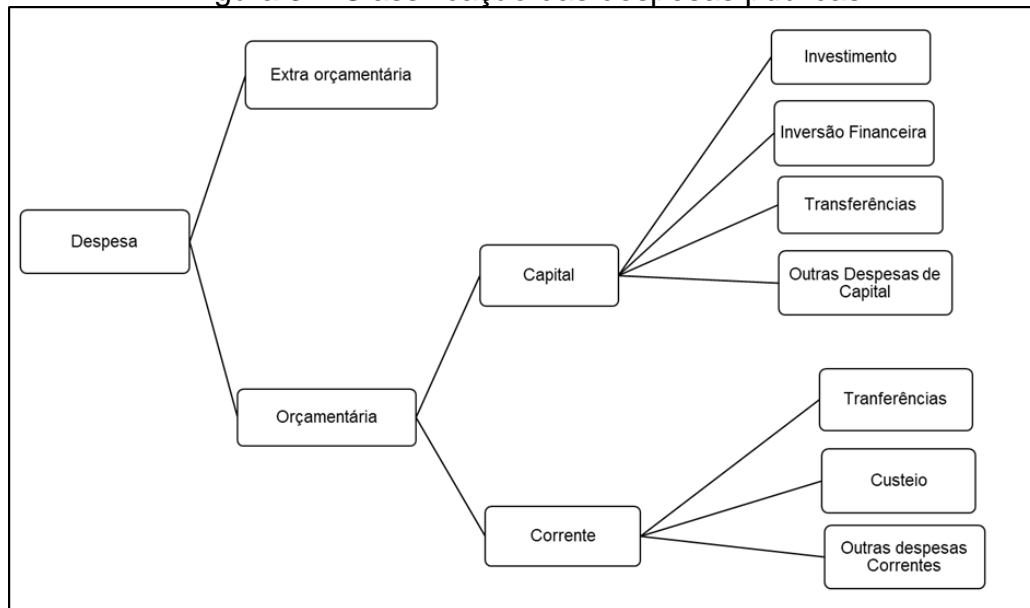 Extra orçamentária
Despesa
Orçamentária
Capital
Corrente
Investimento
Inversão Financeira
Transferências
Outras Despesas de
Capital
Tranferências
Custeio
Outras despesas
Correntes